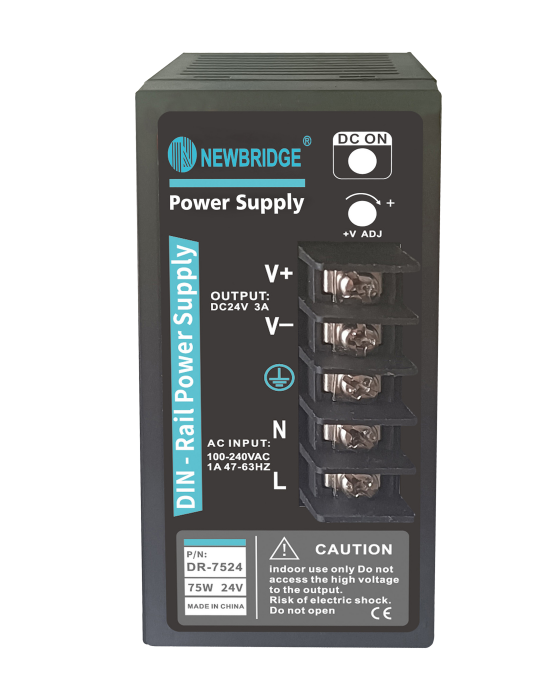 NEWBRIDGE®
DC ON
Power Supply
+
+V ADJ
DIN - Rail Power Supply
V+
OUTPUT:
DC24V 3A
V−
N
AC INPUT:
100-240VAC
1A 47-63HZ
L
P/N:
DR-7524
75W 24V
MADE IN CHINA
CAUTION
indoor use only Do not
access the high voltage
to the output.
Risk of electric shock.
Do not open
CE